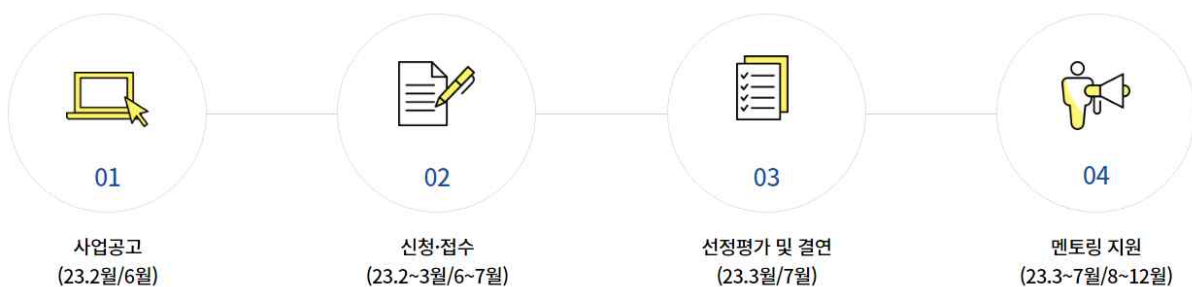 01
사업공고
(23.2월/6월)
02
신청·접수
(23.2~3월/6~7월)
03
선정평가 및 결연
(23.3월/7월)
04
멘토링 지원
(23.3~7월/8~12월)